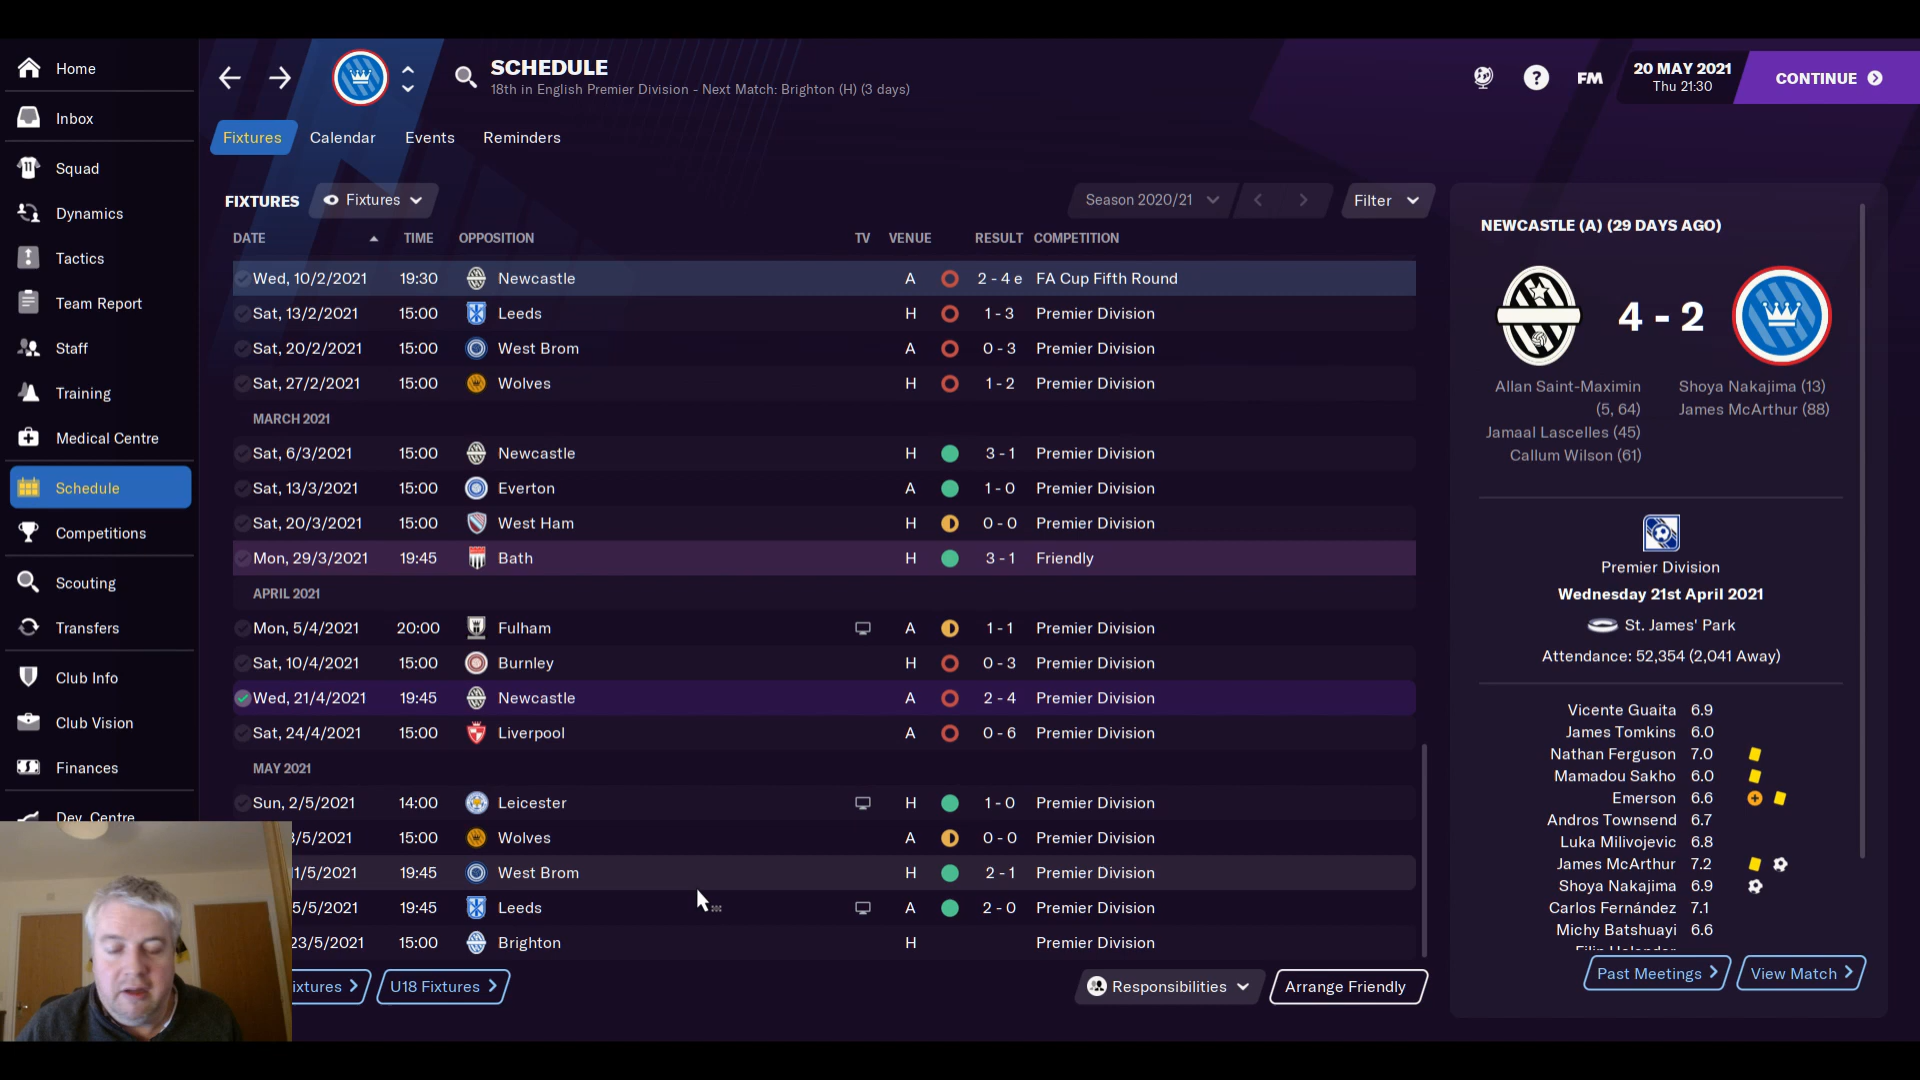 Home
Inbox
Squad
Dynamics
Tactics
Team Report
Staff
Training
Medical Centre
Schedule
Competitions
Scouting
Transfers
Club Info
Club Vision
Finances
Dev. Centre
SCHEDULE
18th in English Premier Division - Next Match: Brighton (H) (3 days)
FM
20 MAY 2021
Thu 21:30
CONTINUE
Fixtures Calendar Events Reminders
FIXTURES Fixtures Season 2020/21 Filter
DATE TIME OPPOSITION TV VENUE RESULT COMPETITION
Wed, 10/2/2021 19:30 Newcastle A 2 - 4 e FA Cup Fifth Round
Sat, 13/2/2021 15:00 Leeds H 1 - 3 Premier Division
Sat, 20/2/2021 15:00 West Brom A 0 - 3 Premier Division
Sat, 27/2/2021 15:00 Wolves H 1 - 2 Premier Division
MARCH 2021
Sat, 6/3/2021 15:00 Newcastle H 3 - 1 Premier Division
Sat, 13/3/2021 15:00 Everton A 1 - 0 Premier Division
Sat, 20/3/2021 15:00 West Ham H 0 - 0 Premier Division
Mon, 29/3/2021 19:45 Bath H 3 - 1 Friendly
APRIL 2021
Mon, 5/4/2021 20:00 Fulham A 1 - 1 Premier Division
Sat, 10/4/2021 15:00 Burnley H 0 - 3 Premier Division
Wed, 21/4/2021 19:45 Newcastle A 2 - 4 Premier Division
Sat, 24/4/2021 15:00 Liverpool A 0 - 6 Premier Division
MAY 2021
Sun, 2/5/2021 14:00 Leicester H 1 - 0 Premier Division
/5/2021 15:00 Wolves A 0 - 0 Premier Division
1/5/2021 19:45 West Brom H 2 - 1 Premier Division
5/5/2021 19:45 Leeds A 2 - 0 Premier Division
23/5/2021 15:00 Brighton H Premier Division
ixtures U18 Fixtures Responsibilities Arrange Friendly
NEWCASTLE (A) (29 DAYS AGO)
4 - 2
Allan Saint-Maximin (5, 64)
Jamaal Lascelles (45)
Callum Wilson (61)
Shoya Nakajima (13)
James McArthur (88)
Premier Division
Wednesday 21st April 2021
St. James' Park
Attendance: 52,354 (2,041 Away)
Vicente Guaita 6.9
James Tomkins 6.0
Nathan Ferguson 7.0
Mamadou Sakho 6.0
Emerson 6.6
Andros Townsend 6.7
Luka Milivojevic 6.8
James McArthur 7.2
Shoya Nakajima 6.9
Carlos Fernández 7.1
Michy Batshuayi 6.6
Past Meetings View Match